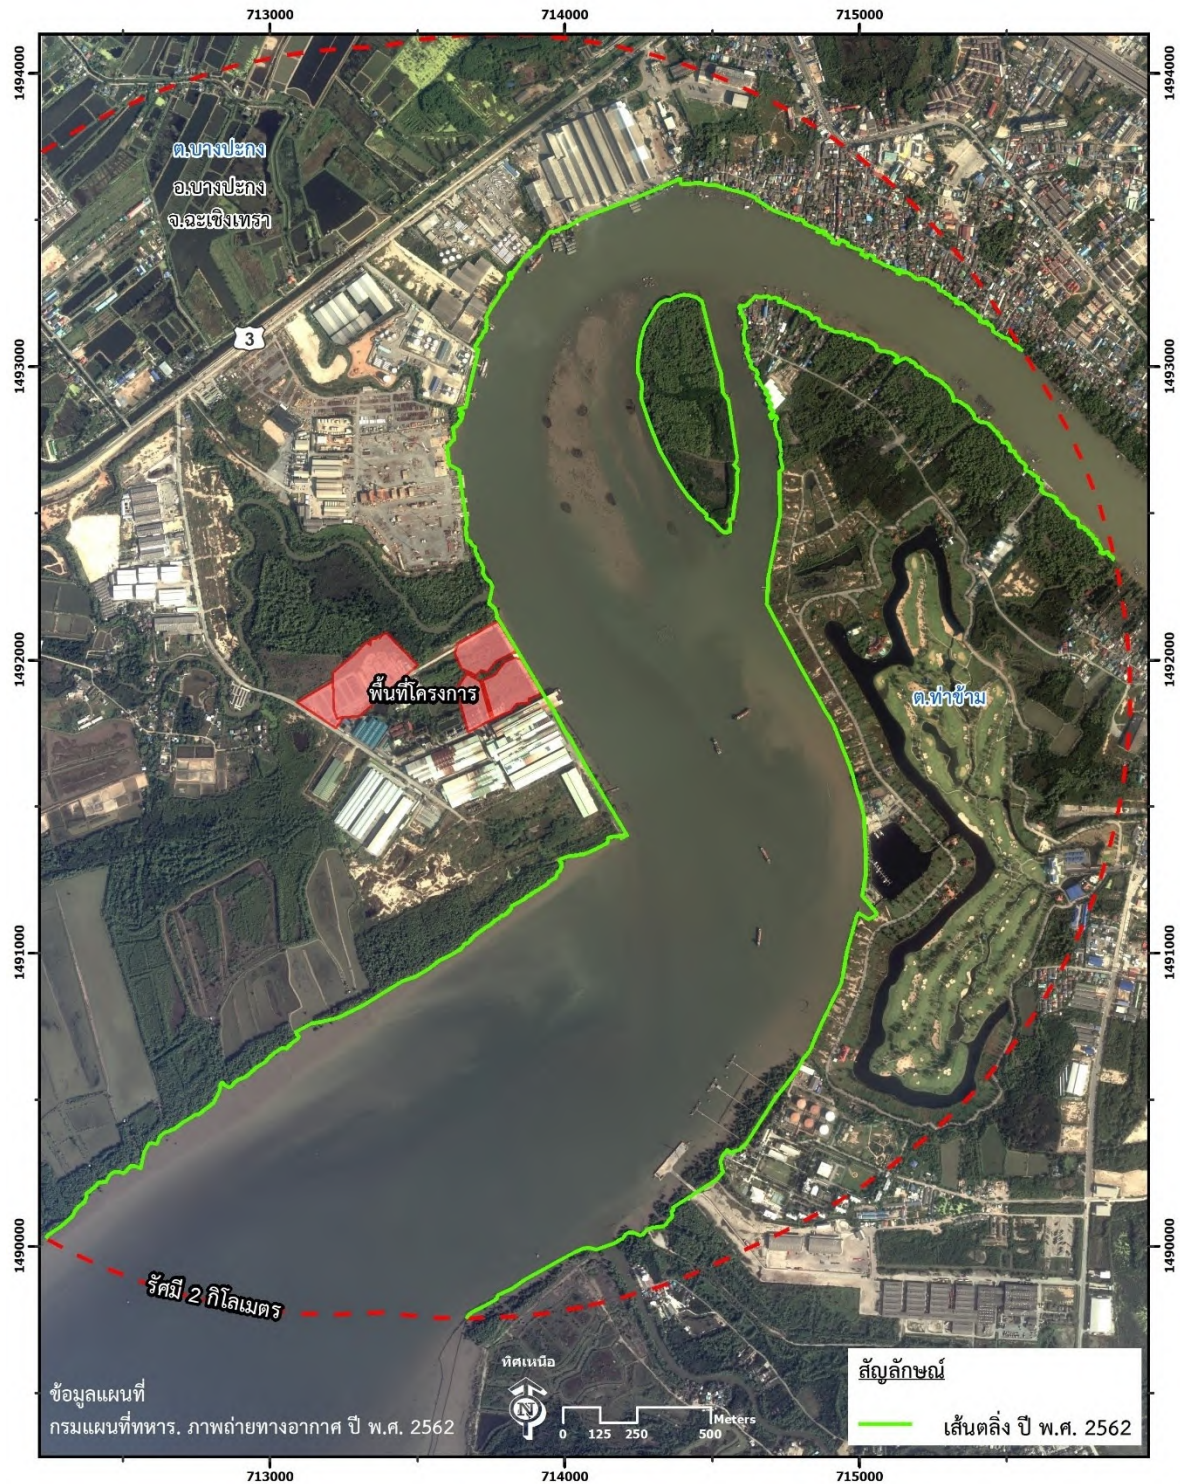 713000
714000
715000
1494000
1494000
ต.บางปะกง
อ.บางปะกง
จ.ฉะเชิงเทรา
3
1493000
1493000
1492000
1492000
พื้นที่โครงการ
ต.ท่าข้าม
1491000
1491000
1490000
1490000
รัศมี 2 กิโลเมตร
ทิศเหนือ
N
Meters
0 125 250 500
ข้อมูลแผนที่
กรมแผนที่ทหาร. ภาพถ่ายทางอากาศ ปี พ.ศ. 2562
สัญลักษณ์
เส้นตลิ่ง ปี พ.ศ. 2562
713000
714000
715000